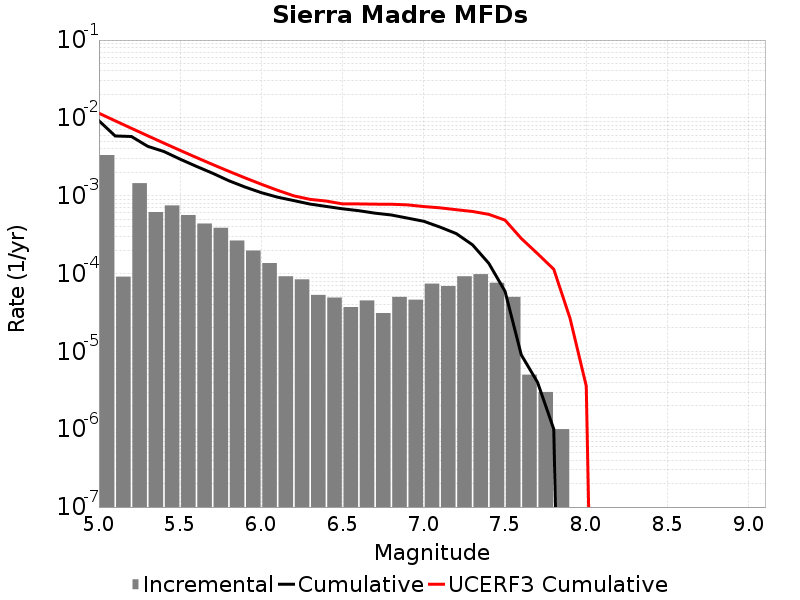 Sierra Madre MFDs
10^-1
10^-2
10^-3
10^-4
10^-5
10^-6
10^-7
Rate (1/yr)
5.0 5.5 6.0 6.5 7.0 7.5 8.0 8.5 9.0
Magnitude
Incremental Cumulative UCERF3 Cumulative